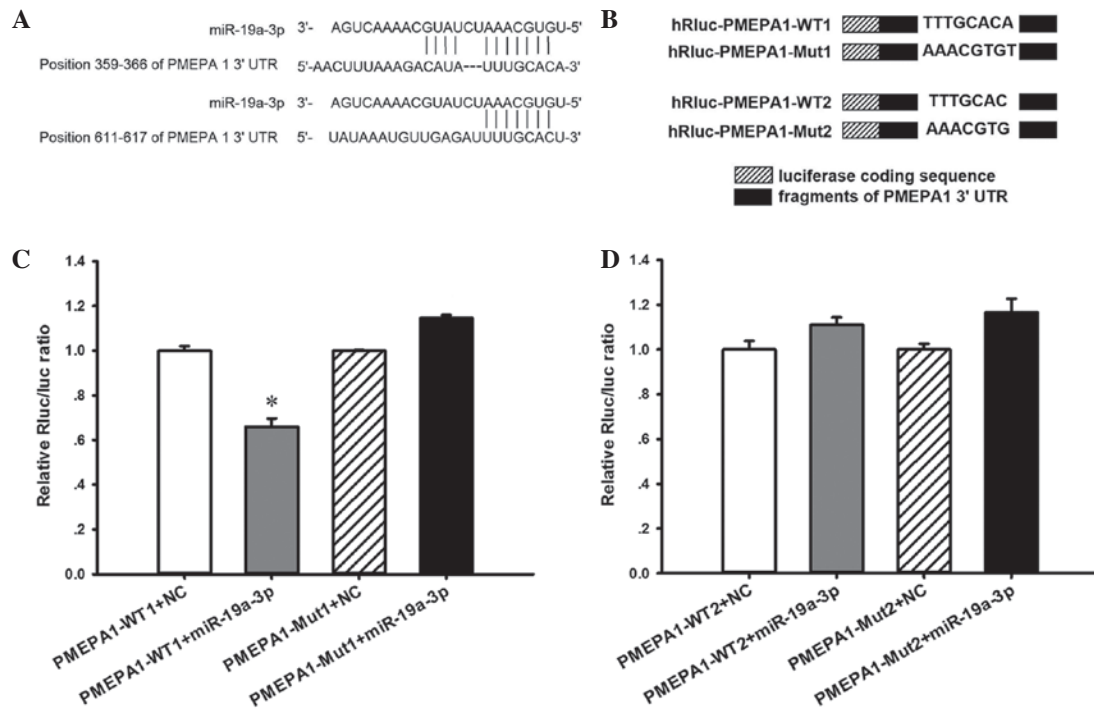 A
miR-19a-3p 3'- AGUCAAAACGUAUCUAAACGUGU-5'
Position 359-366 of PMEPA 1 3' UTR 5'-AACUUUAAAGACAUA---UUUGCACA-3'
miR-19a-3p 3'- AGUCAAAACGUAUCUAAACGUGU-5'
Position 611-617 of PMEPA 1 3' UTR 5'- UAUAAAUGUUGAGAUUUUGCACU-3'
B
hRluc-PMEPA1-WT1 TTTGCACA
hRluc-PMEPA1-Mut1 AAACGTGT
hRluc-PMEPA1-WT2 TTTGCAC
hRluc-PMEPA1-Mut2 AAACGTG
luciferase coding sequence
fragments of PMEPA1 3' UTR
C
Relative Rluc/luc ratio
1.4
1.2
1.0
.8
.6
.4
.2
0.0
*
PMEPA1-WT1+NC
PMEPA1-WT1+miR-19a-3p
PMEPA1-Mut1+NC
PMEPA1-Mut1+miR-19a-3p
D
Relative Rluc/luc ratio
1.4
1.2
1.0
.8
.6
.4
.2
0.0
PMEPA1-WT2+NC
PMEPA1-WT2+miR-19a-3p
PMEPA1-Mut2+NC
PMEPA1-Mut2+miR-19a-3p